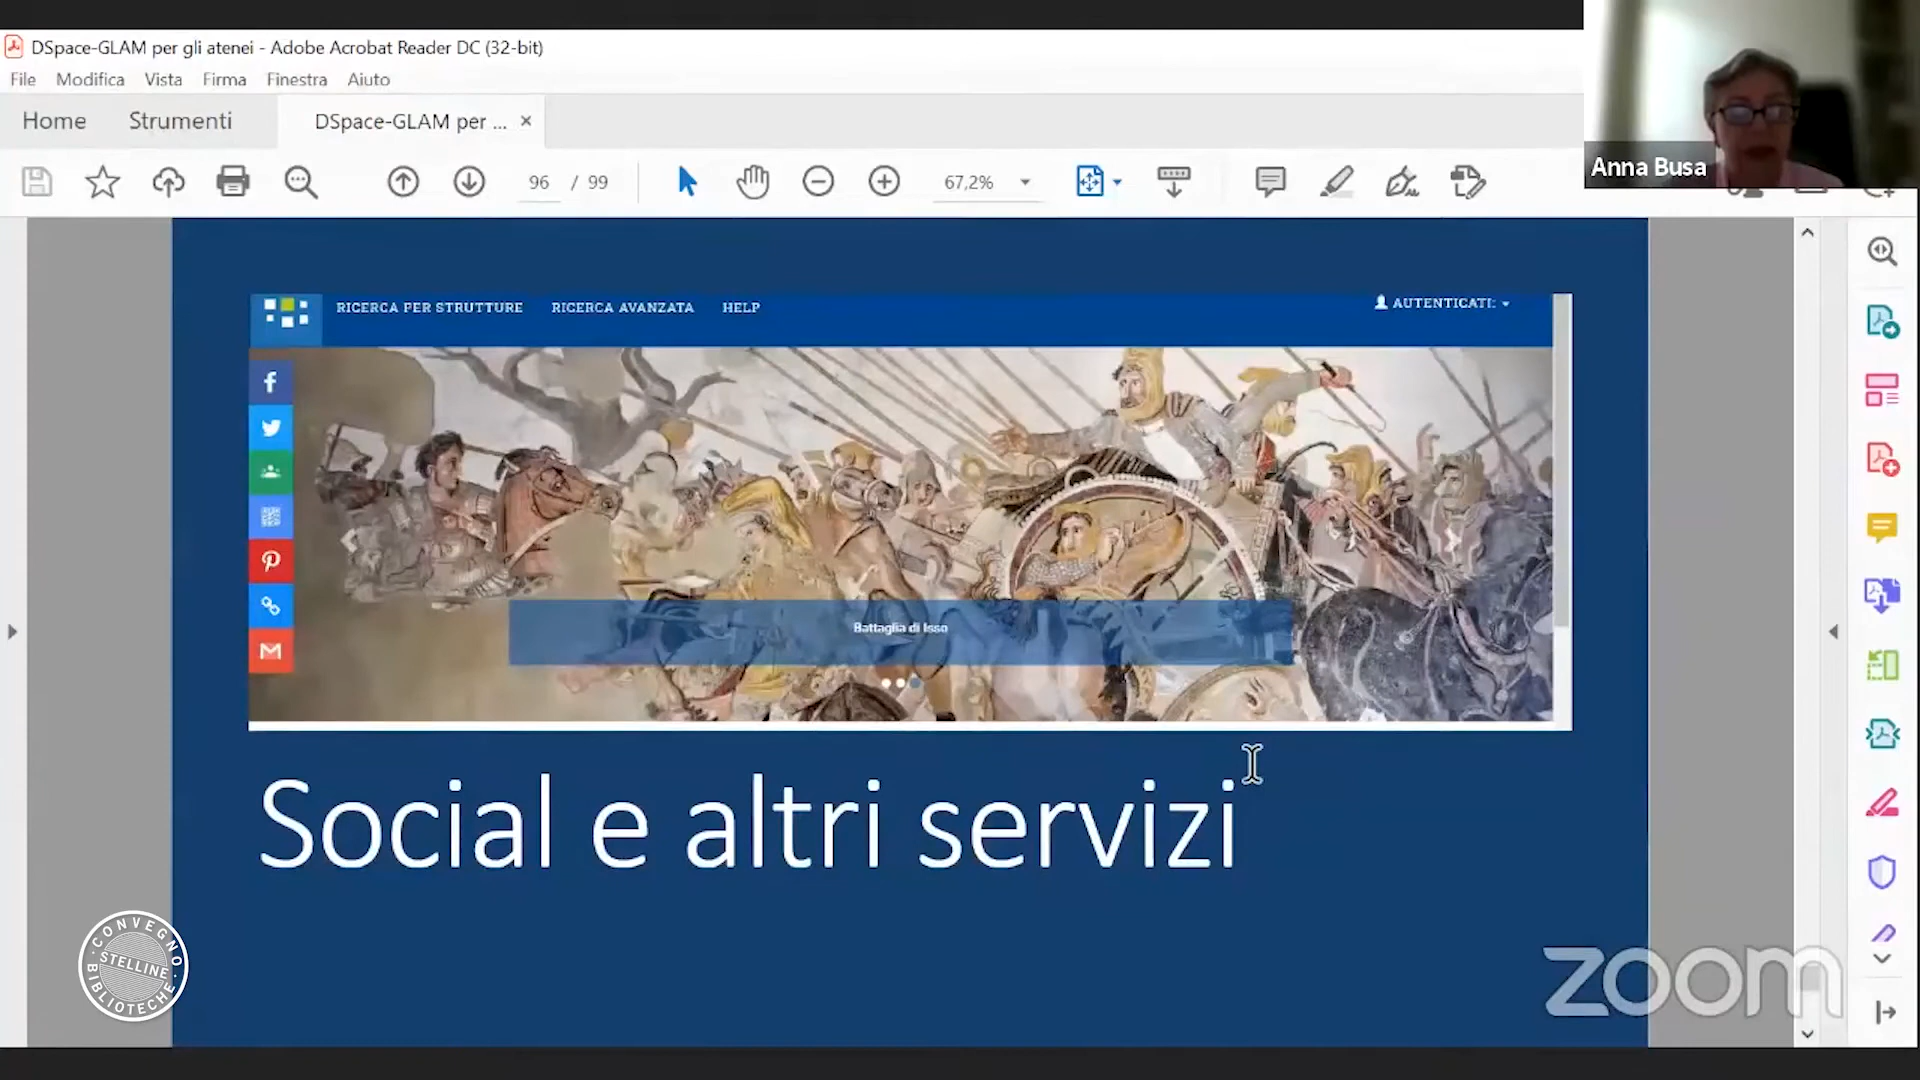 DSpace-GLAM per gli atenei - Adobe Acrobat Reader DC (32-bit)
File Modifica Vista Firma Finestra Aiuto
Home Strumenti DSpace-GLAM per ... ×
96 / 99 67,2%
Anna Busa
RICERCA PER STRUTTURE RICERCA AVANZATA HELP AUTENTICATI:
Battaglia di Isso
Social e altri servizi
CONVEGNO
STELLINE
BIBLIOTECHE
zoom